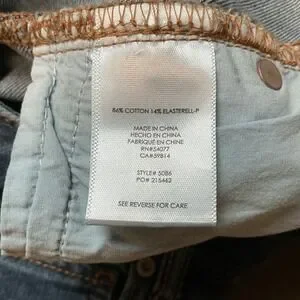 86% COTTON 14% ELASTERELL-P
MADE IN CHINA
HECHO EN CHINA
FABRIQUÉ EN CHINE
RN#54077
CA#59814
STYLE# 5086
PO# 215462
SEE REVERSE FOR CARE